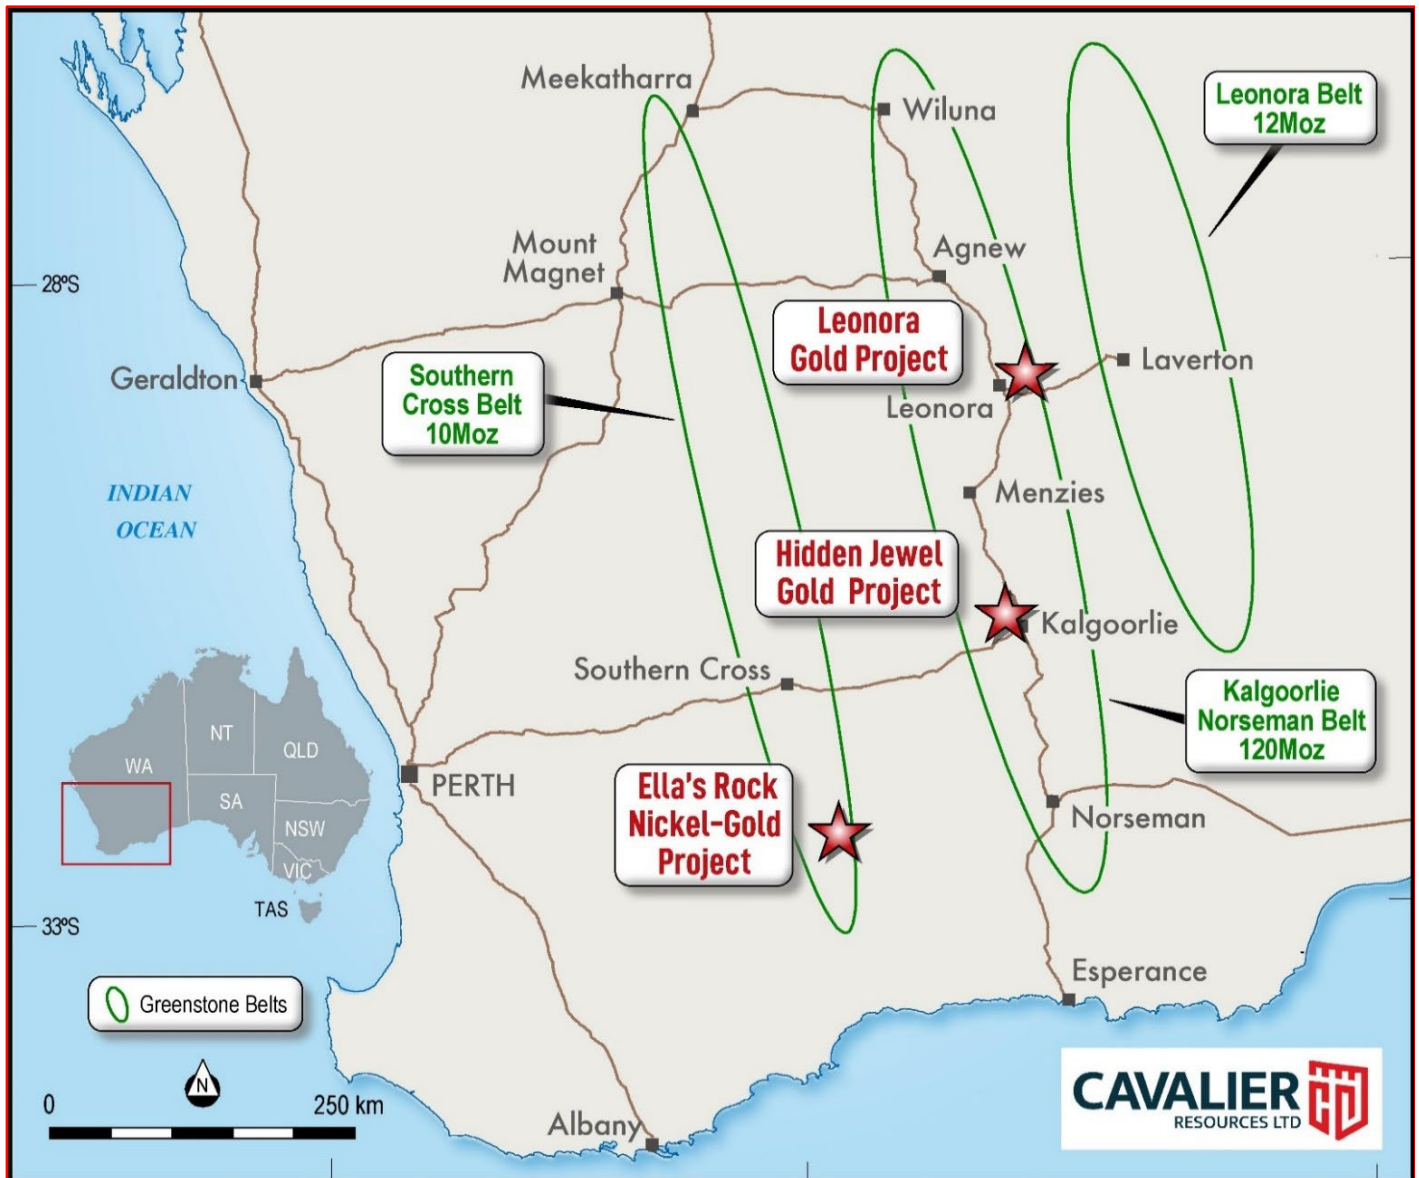 Meekatharra
Wiluna
Leonora Belt
12Moz
Mount
Magnet
Agnew
28ºS
Leonora
Gold Project
Laverton
Geraldton
Southern
Cross Belt
10Moz
Leonora
INDIAN
OCEAN
Menzies
Hidden Jewel
Gold Project
Kalgoorlie
Southern Cross
Kalgoorlie
Norseman Belt
120Moz
NT
QLD
WA
SA
NSW
VIC
TAS
PERTH
Ella's Rock
Nickel-Gold
Project
Norseman
33ºS
Esperance
Greenstone Belts
N
0
250 km
Albany
CAVALIER
RESOURCES LTD